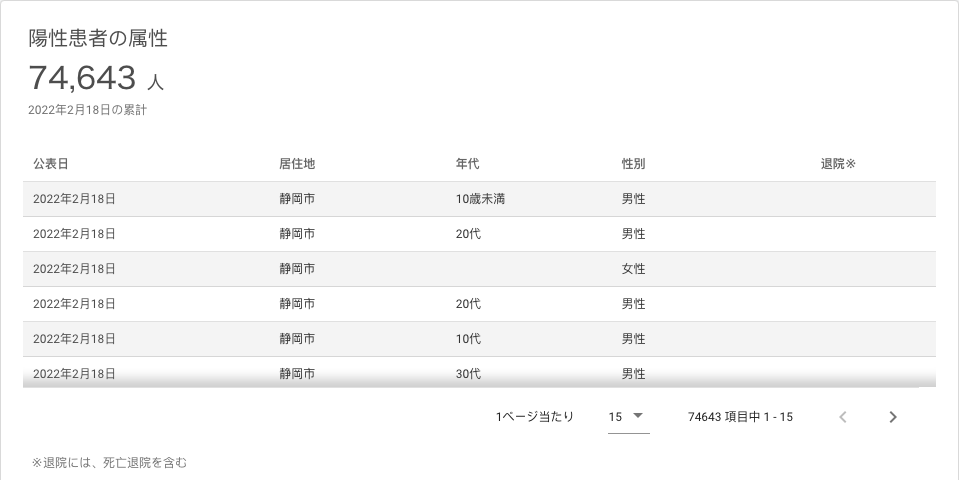 陽性患者の属性
74,643 人
2022年2月18日の累計
公表日 居住地 年代 性別 退院※
2022年2月18日 静岡市 10歳未満 男性
2022年2月18日 静岡市 20代 男性
2022年2月18日 静岡市 女性
2022年2月18日 静岡市 20代 男性
2022年2月18日 静岡市 10代 男性
2022年2月18日 静岡市 30代 男性
1ページ当たり 15 74643 項目中 1 - 15
※退院には、死亡退院を含む